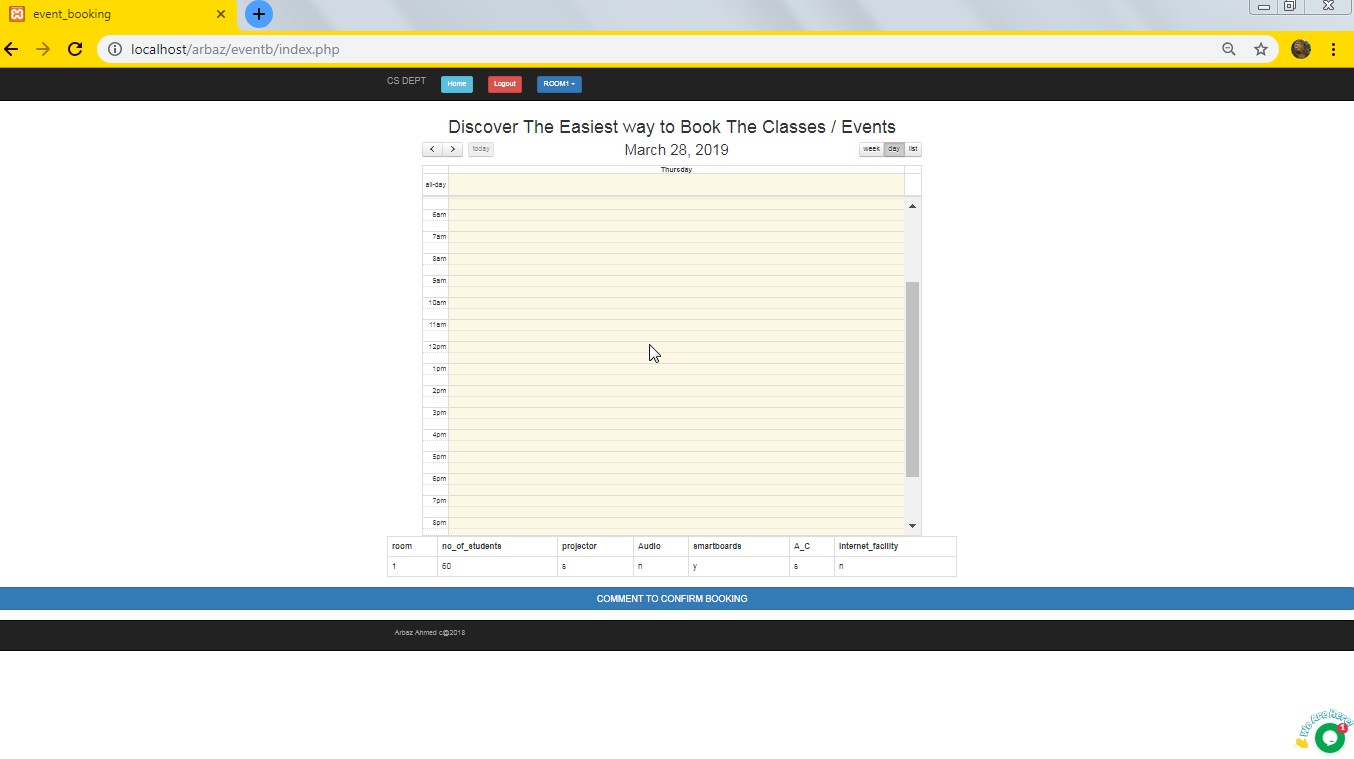 event_booking
localhost/arbaz/eventb/index.php
CS DEPT Home Logout ROOM1
Discover The Easiest way to Book The Classes / Events
today March 28, 2019 week day list
Thursday
all-day
6am
7am
8am
9am
10am
11am
12pm
1pm
2pm
3pm
4pm
5pm
6pm
7pm
8pm
room no_of_students projector Audio smartboards A_C internet_facility
1 60 s n y s n
COMMENT TO CONFIRM BOOKING
Arbaz Ahmed c@2018
We Are Here!
1